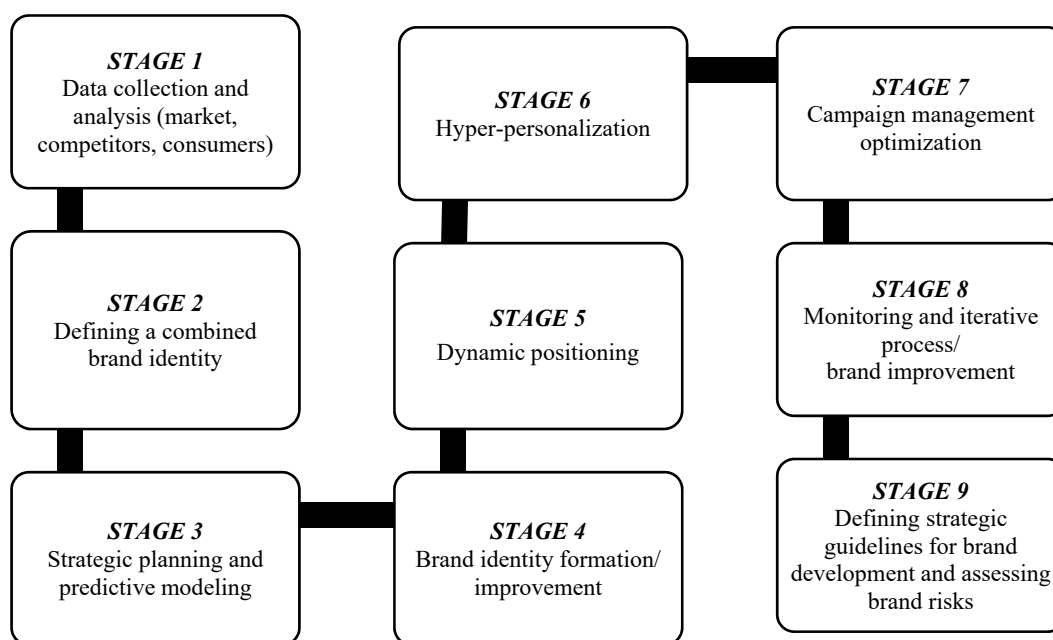 STAGE 1
Data collection and
analysis (market,
competitors, consumers)
STAGE 2
Defining a combined
brand identity
STAGE 3
Strategic planning and
predictive modeling
STAGE 4
Brand identity formation/
improvement
STAGE 5
Dynamic positioning
STAGE 6
Hyper-personalization
STAGE 7
Campaign management
optimization
STAGE 8
Monitoring and iterative
process/
brand improvement
STAGE 9
Defining strategic
guidelines for brand
development and assessing
brand risks